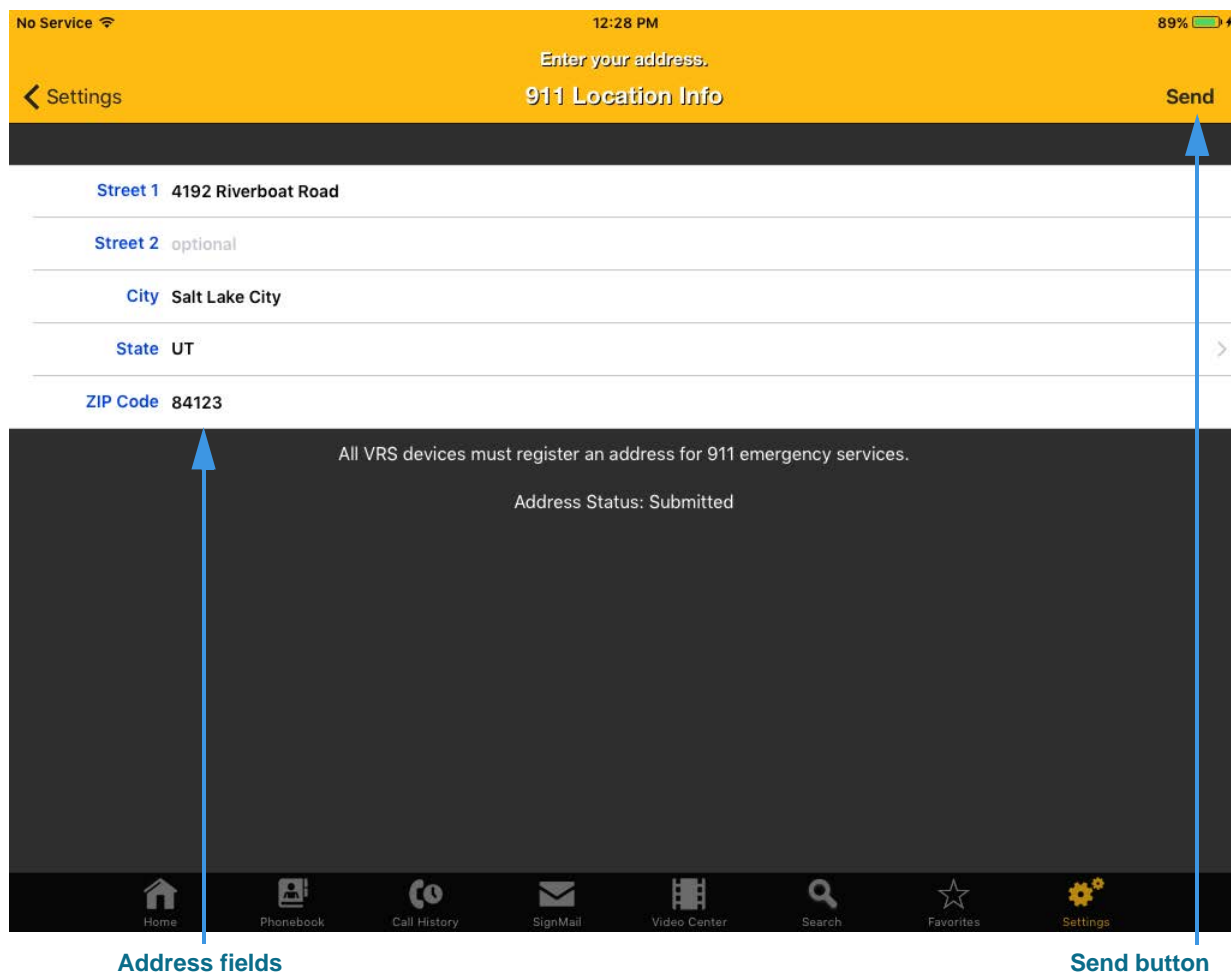 No Service 12:28 PM 89%
Enter your address.
Settings 911 Location Info Send
Street 1 4192 Riverboat Road
Street 2 optional
City Salt Lake City
State UT
ZIP Code 84123
All VRS devices must register an address for 911 emergency services.
Address Status: Submitted
Home Phonebook Call History SignMail Video Center Search Favorites Settings
Address fields Send button